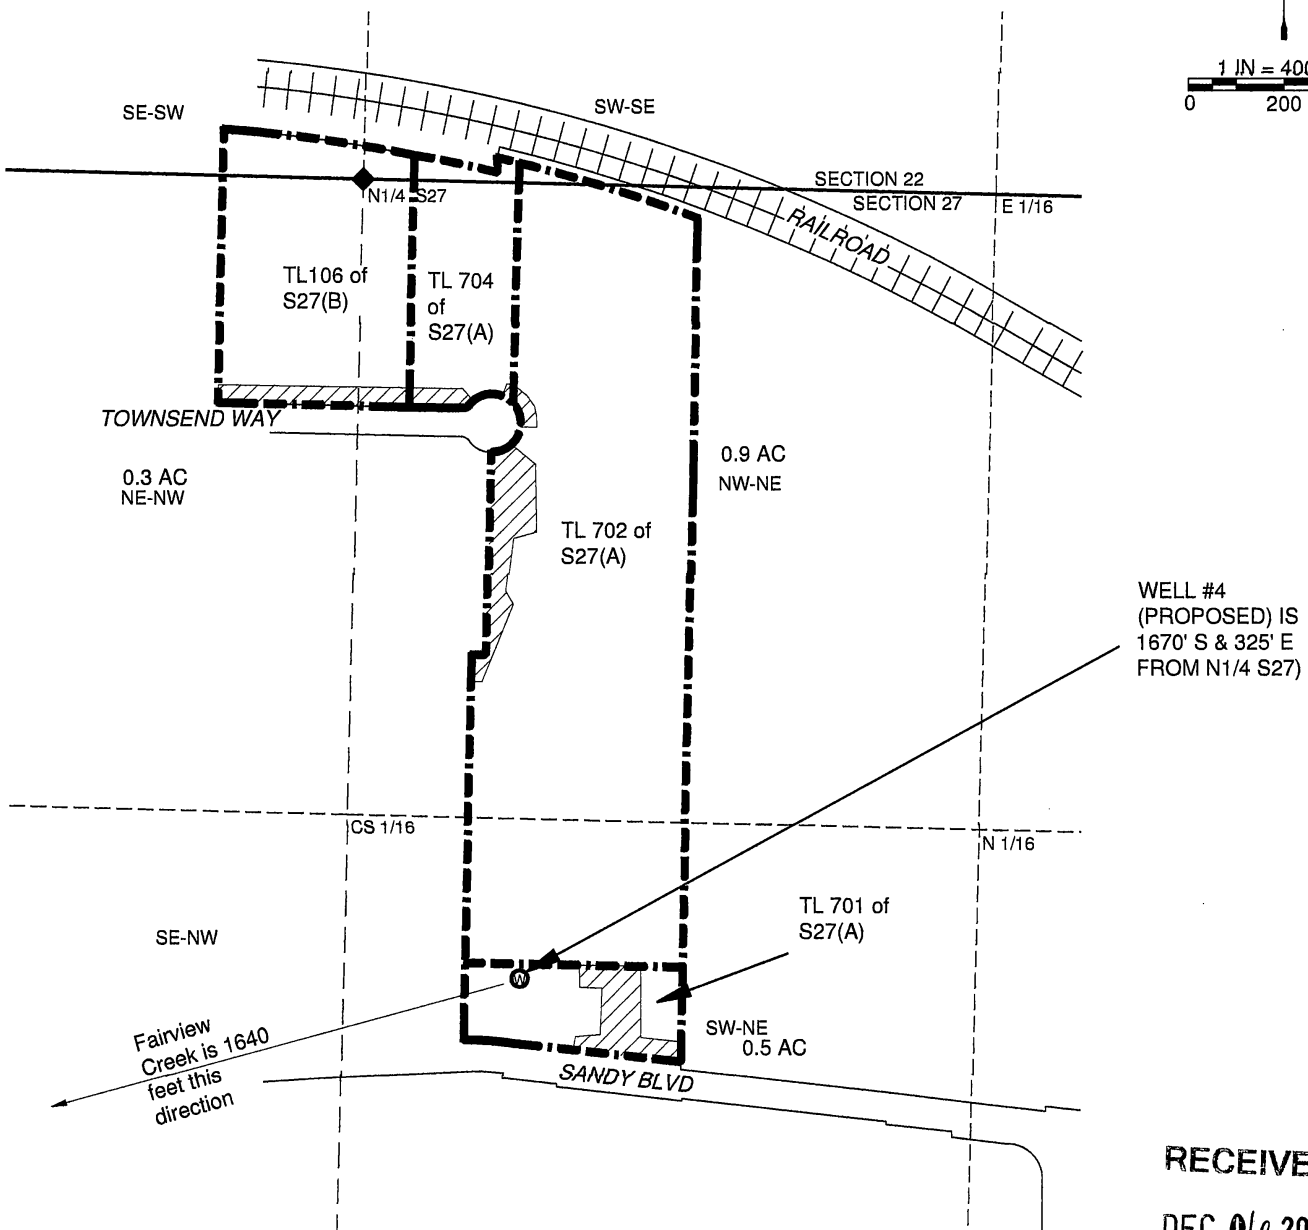 1 IN = 400
0 200
SE-SW
SW-SE
SECTION 22
SECTION 27
E 1/16
N1/4 S27
RAILROAD
TL106 of
S27(B)
TL 704
of
S27(A)
TOWNSEND WAY
0.3 AC
NE-NW
0.9 AC
NW-NE
TL 702 of
S27(A)
WELL #4
(PROPOSED) IS
1670' S & 325' E
FROM N1/4 S27)
CS 1/16
N 1/16
TL 701 of
S27(A)
SE-NW
W
Fairview
Creek is 1640
feet this
direction
SW-NE
0.5 AC
SANDY BLVD
RECEIVE
DEC